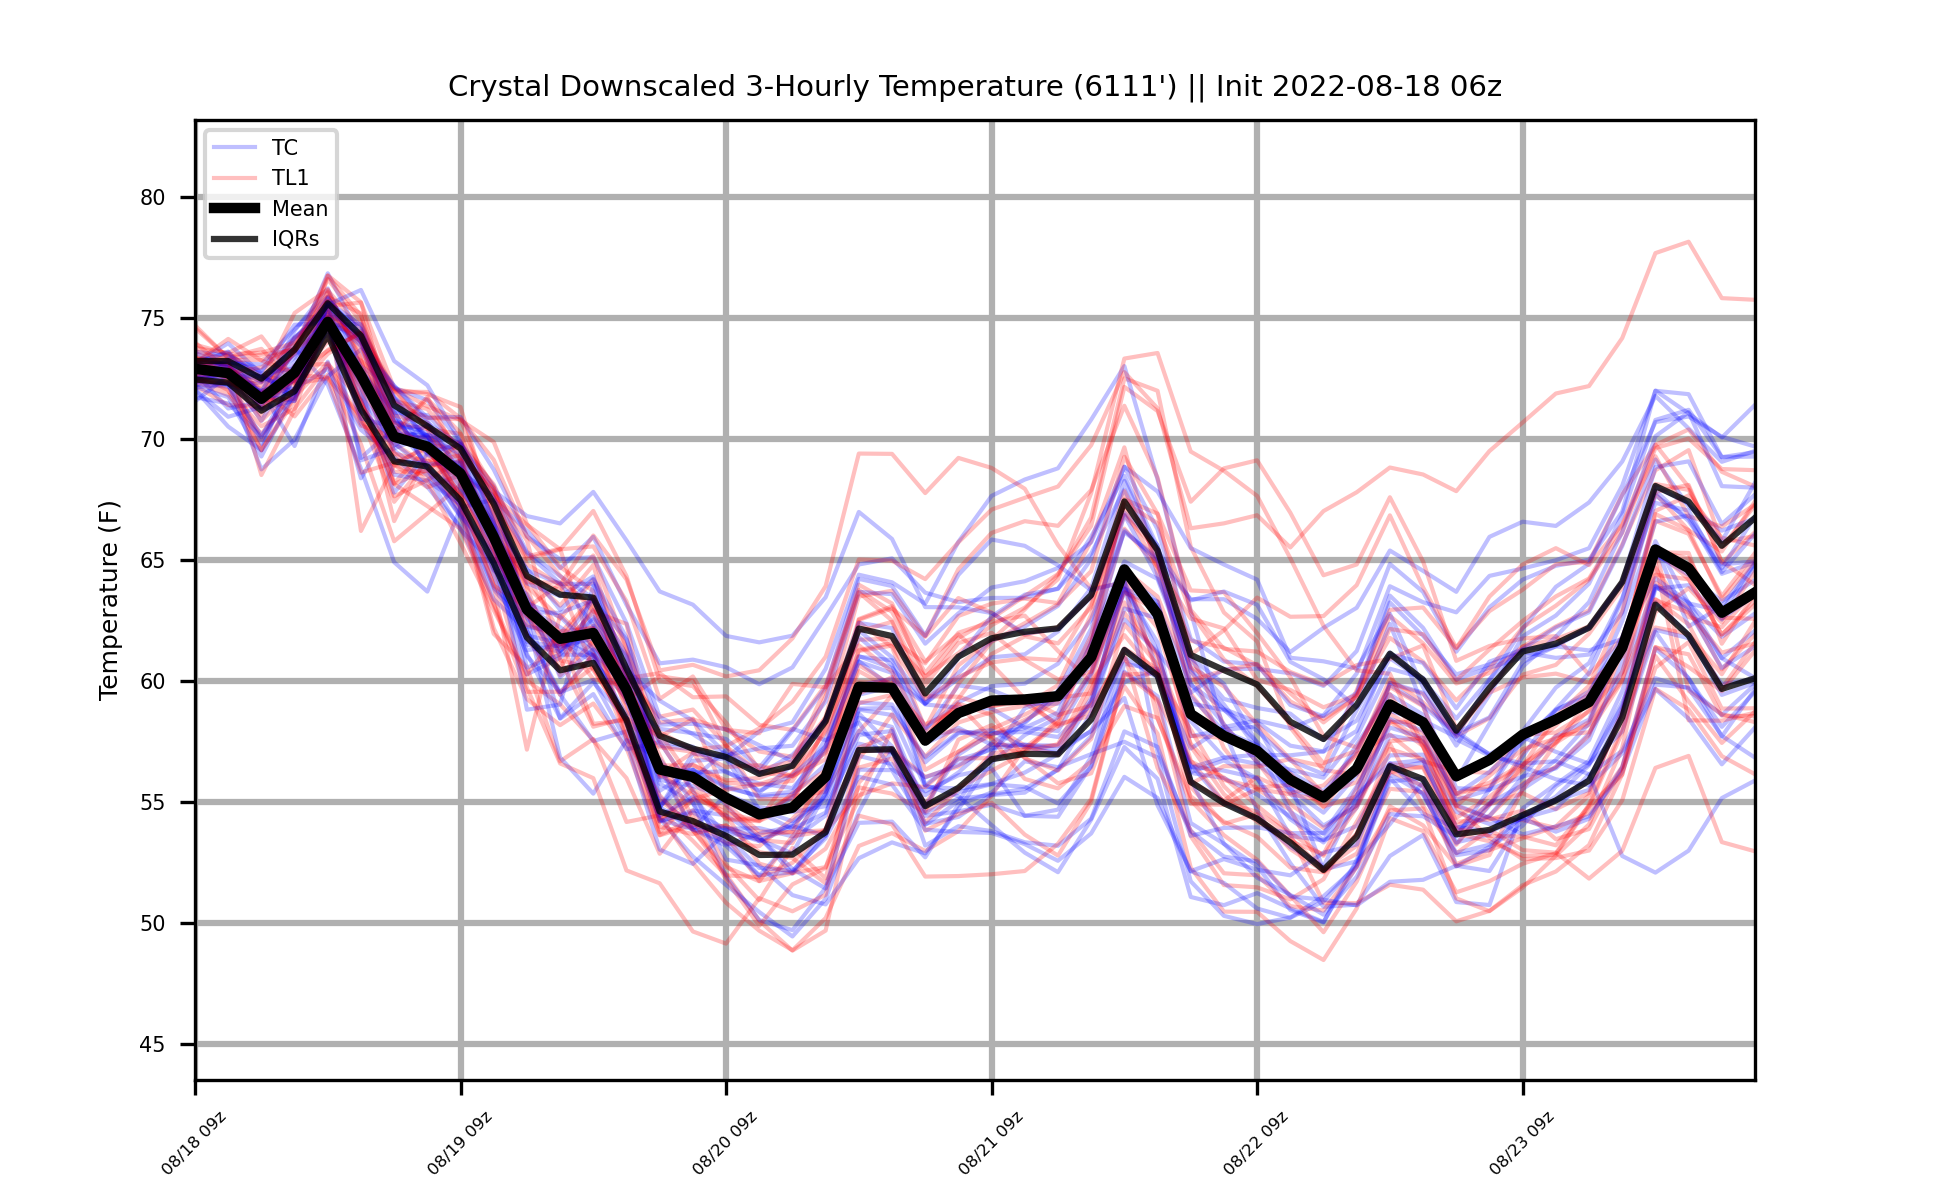 Crystal Downscaled 3-Hourly Temperature (6111') || Init 2022-08-18 06z
TC
TL1
Mean
IQRs
Temperature (F)
80
75
70
65
60
55
50
45
08/18 09z
08/19 09z
08/20 09z
08/21 09z
08/22 09z
08/23 09z